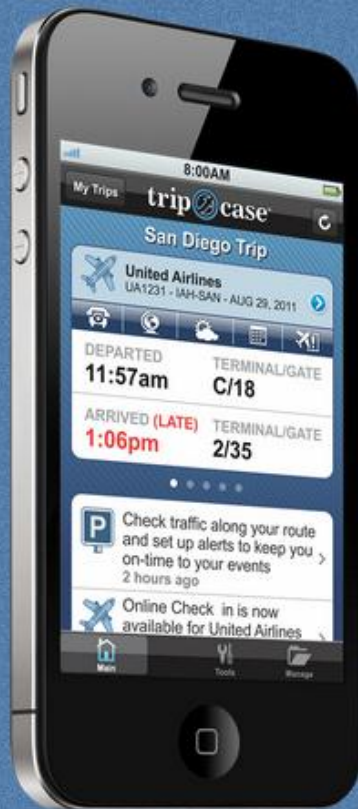 8:00AM
My Trips
trip case
San Diego Trip
United Airlines
UA1231 - IAH-SAN - AUG 29, 2011
DEPARTED TERMINAL/GATE
11:57am C/18
ARRIVED (LATE) TERMINAL/GATE
1:06pm 2/35
P
Check traffic along your route
and set up alerts to keep you
on-time to your events
2 hours ago
Online Check in is now
available for United Airlines
Main Tools Manage